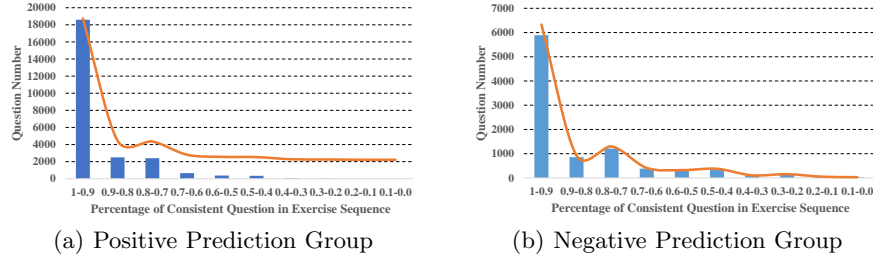 20000
18000
16000
14000
12000
10000
8000
6000
4000
2000
0
Question Number
1-0.9 0.9-0.8 0.8-0.7 0.7-0.6 0.6-0.5 0.5-0.4 0.4-0.3 0.3-0.2 0.2-0.1 0.1-0.0
Percentage of Consistent Question in Exercise Sequence
(a) Positive Prediction Group
7000
6000
5000
4000
3000
2000
1000
0
Question Number
1-0.9 0.9-0.8 0.8-0.7 0.7-0.6 0.6-0.5 0.5-0.4 0.4-0.3 0.3-0.2 0.2-0.1 0.1-0.0
Percentage of Consistent Question in Exercise Sequence
(b) Negative Prediction Group